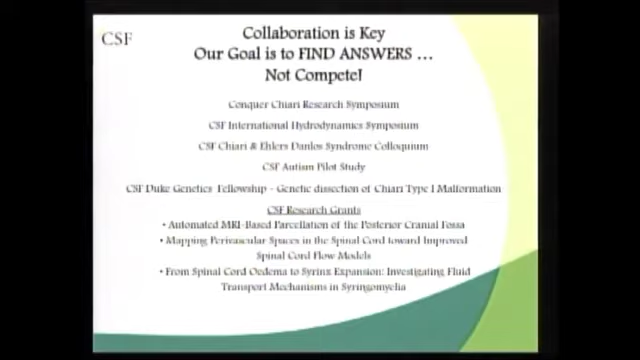 CSF
Collaboration is Key
Our Goal is to FIND ANSWERS …
Not Compete!
Conquer Chiari Research Symposium
CSF International Hydrodynamics Symposium
CSF Chiari & Ehlers Danlos Syndrome Colloquium
CSF Autism Pilot Study
CSF Duke Genetics Fellowship - Genetic dissection of Chiari Type I Malformation
CSF Research Grants
• Automated MRI-Based Parcellation of the Posterior Cranial Fossa
• Mapping Perivascular Spaces in the Spinal Cord toward Improved
Spinal Cord Flow Models
• From Spinal Cord Oedema to Syrinx Expansion: Investigating Fluid
Transport Mechanisms in Syringomyelia